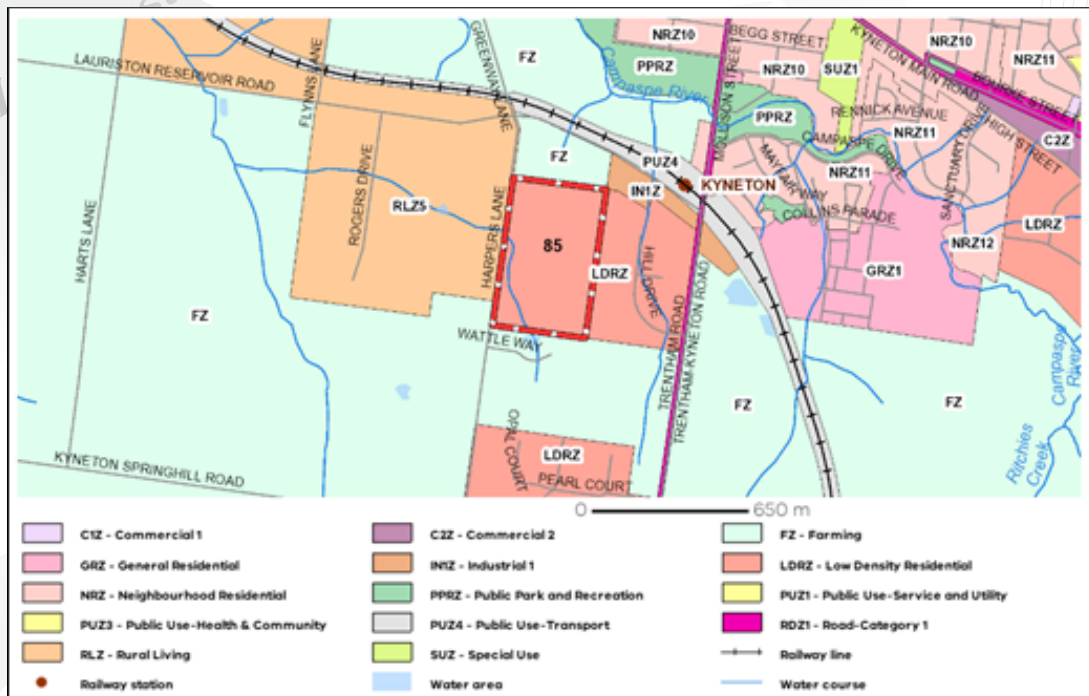 NRZ10
BEGG STREET
KYNETON MAIN ROAD
NRZ10
NRZ11
GREENWAY LANE
FZ
Campaspe River
PPRZ
NRZ10
SUZ1
BOURKE STREET
LAURISTON RESERVOIR ROAD
FLYNNS LANE
MOLLISON STREET
PPRZ
RENNICK AVENUE
NRZ11
HIGH STREET
C2Z
CAMPASPE DRIVE
SANCTUARY DRIVE
FZ
PUZ4
KYNETON
MAYFAIR WAY
NRZ11
IN1Z
COLLINS PARADE
LDRZ
ROGERS DRIVE
RLZ5
HARPERS LANE
85
LDRZ
HILL DRIVE
NRZ12
GRZ1
HARTS LANE
FZ
WATTLE WAY
TRENTHAM ROAD
TRENTHAM-KYNETON ROAD
FZ
FZ
Campaspe River
Ritchies Creek
OPAL COURT
LDRZ
PEARL COURT
KYNETON SPRINGHILL ROAD
0 650 m
C1Z - Commercial 1
C2Z - Commercial 2
FZ - Farming
GRZ - General Residential
IN1Z - Industrial 1
LDRZ - Low Density Residential
NRZ - Neighbourhood Residential
PPRZ - Public Park and Recreation
PUZ1 - Public Use-Service and Utility
PUZ3 - Public Use-Health & Community
PUZ4 - Public Use-Transport
RDZ1 - Road-Category 1
RLZ - Rural Living
SUZ - Special Use
Railway line
Railway station
Water area
Water course